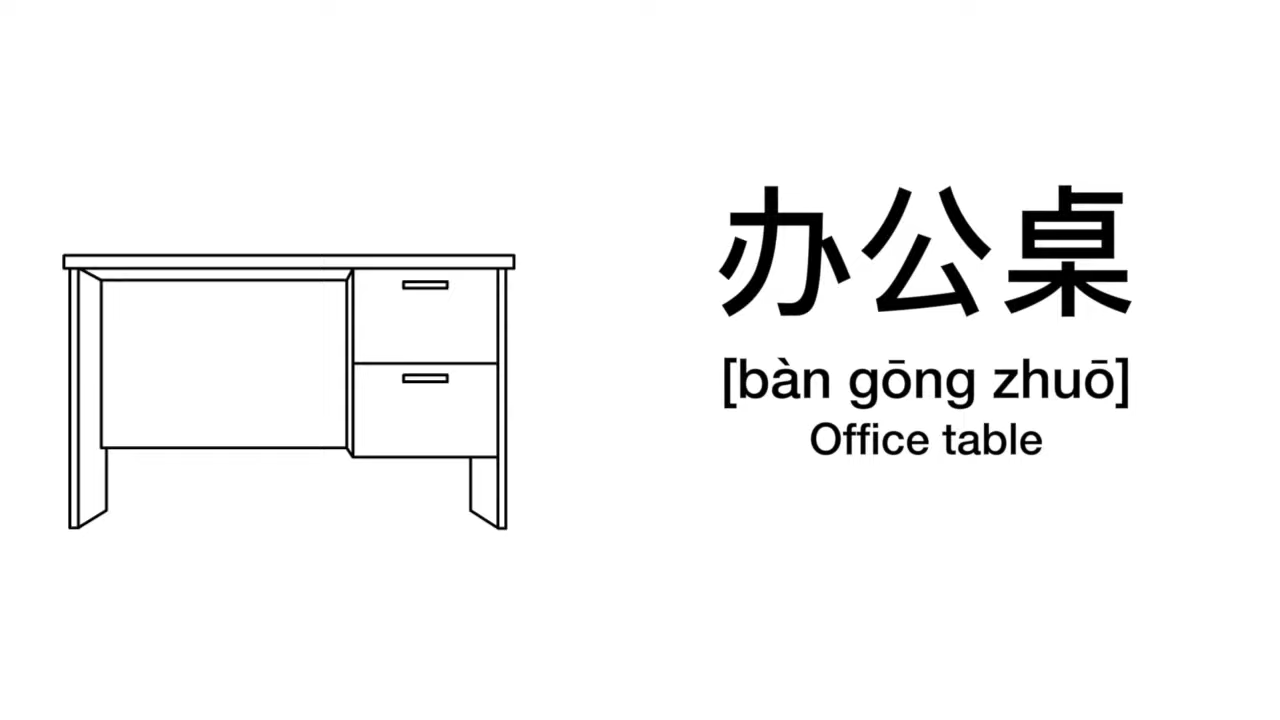 办公桌
[bàn gōng zhuō]
Office table